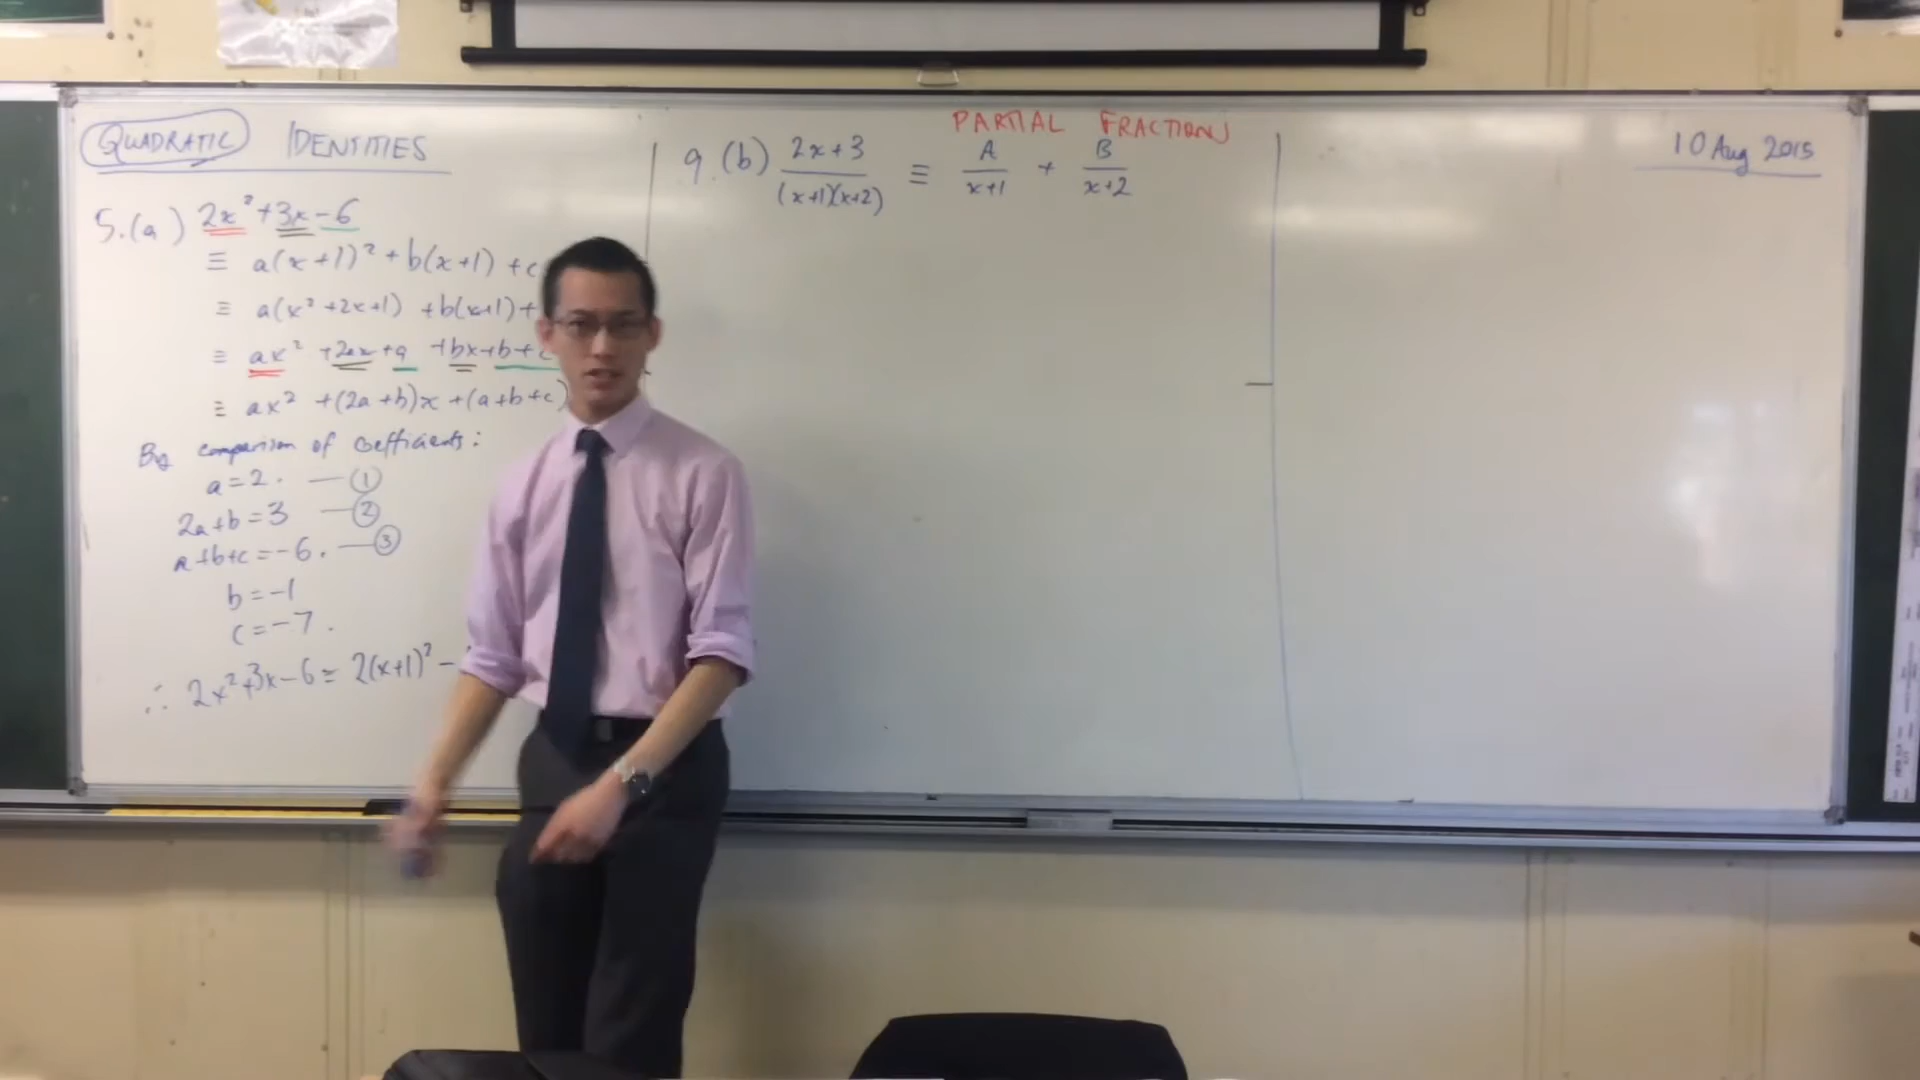 QUADRATIC IDENTITIES
5. (a) 2x² + 3x - 6
≡ a(x+1)² + b(x+1) + c
≡ a(x² + 2x + 1) + b(x+1) +
≡ ax² + 2ax + a + bx + b + c
≡ ax² + (2a + b)x + (a+b+c)
By comparison of coefficients:
a = 2. — ①
2a+b = 3 — ②
a+b+c = -6. — ③
b = -1
c = -7.
∴ 2x²+3x-6 ≡ 2(x+1)² -
PARTIAL FRACTIONS
9. (b) 2x+3 / (x+1)(x+2) ≡ A / x+1 + B / x+2
10 Aug 2015